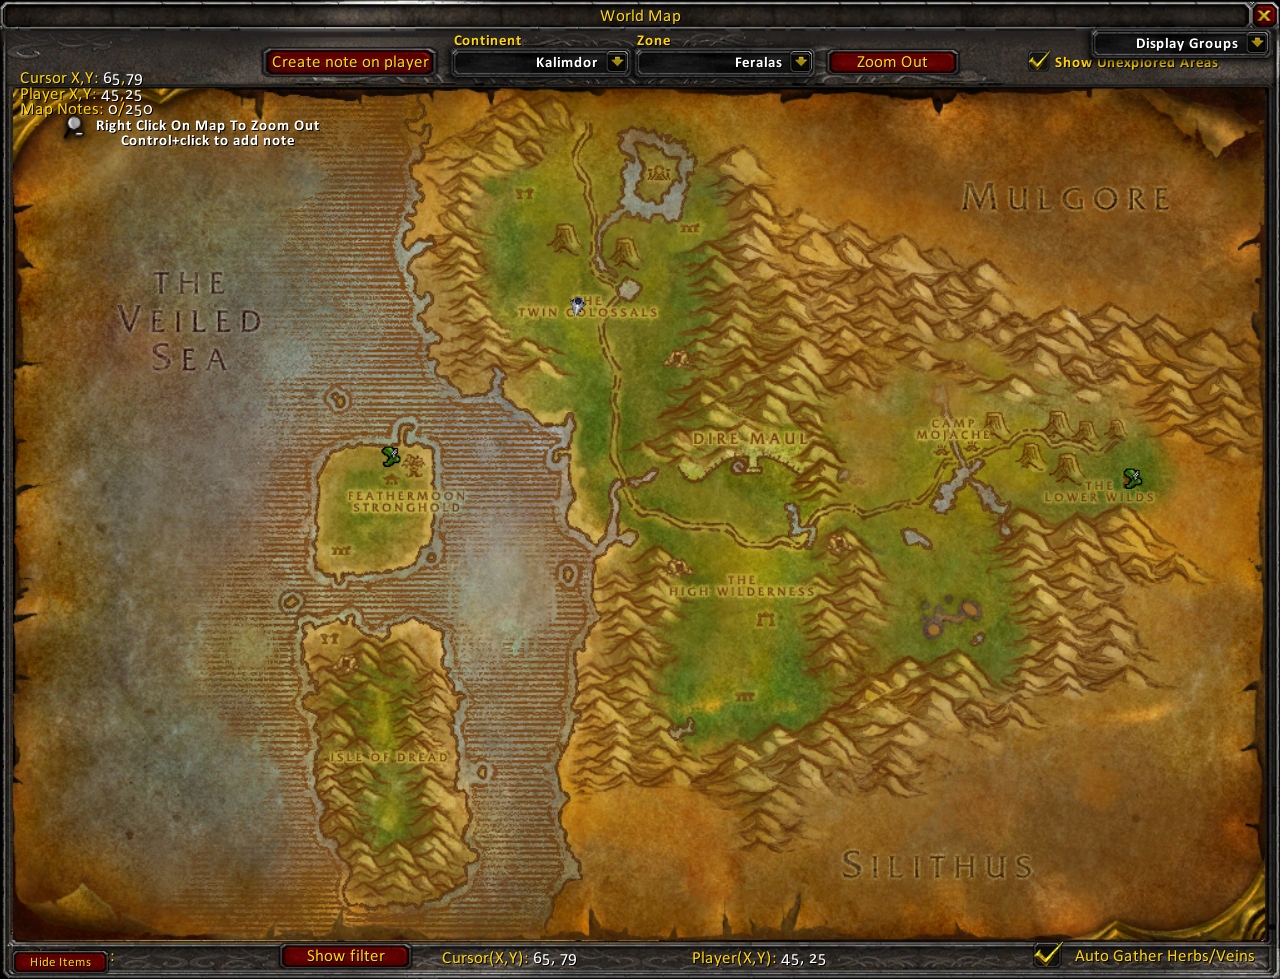 World Map
Continent
Zone
Create note on player
Kalimdor
Feralas
Zoom Out
Display Groups
Show Unexplored Areas
Cursor X,Y: 65,79
Player X,Y: 45,25
Map Notes: 0/250
Right Click On Map To Zoom Out
Control+click to add note
MULGORE
THE
VEILED
SEA
THE
TWIN COLOSSALS
DIRE MAUL
CAMP
MOJACHE
FEATHERMOON
STRONGHOLD
THE
LOWER WILDS
THE
HIGH WILDERNESS
ISLE OF DREAD
SILITHUS
Hide Items :
Show filter
Cursor(X,Y): 65, 79
Player(X,Y): 45, 25
Auto Gather Herbs/Veins